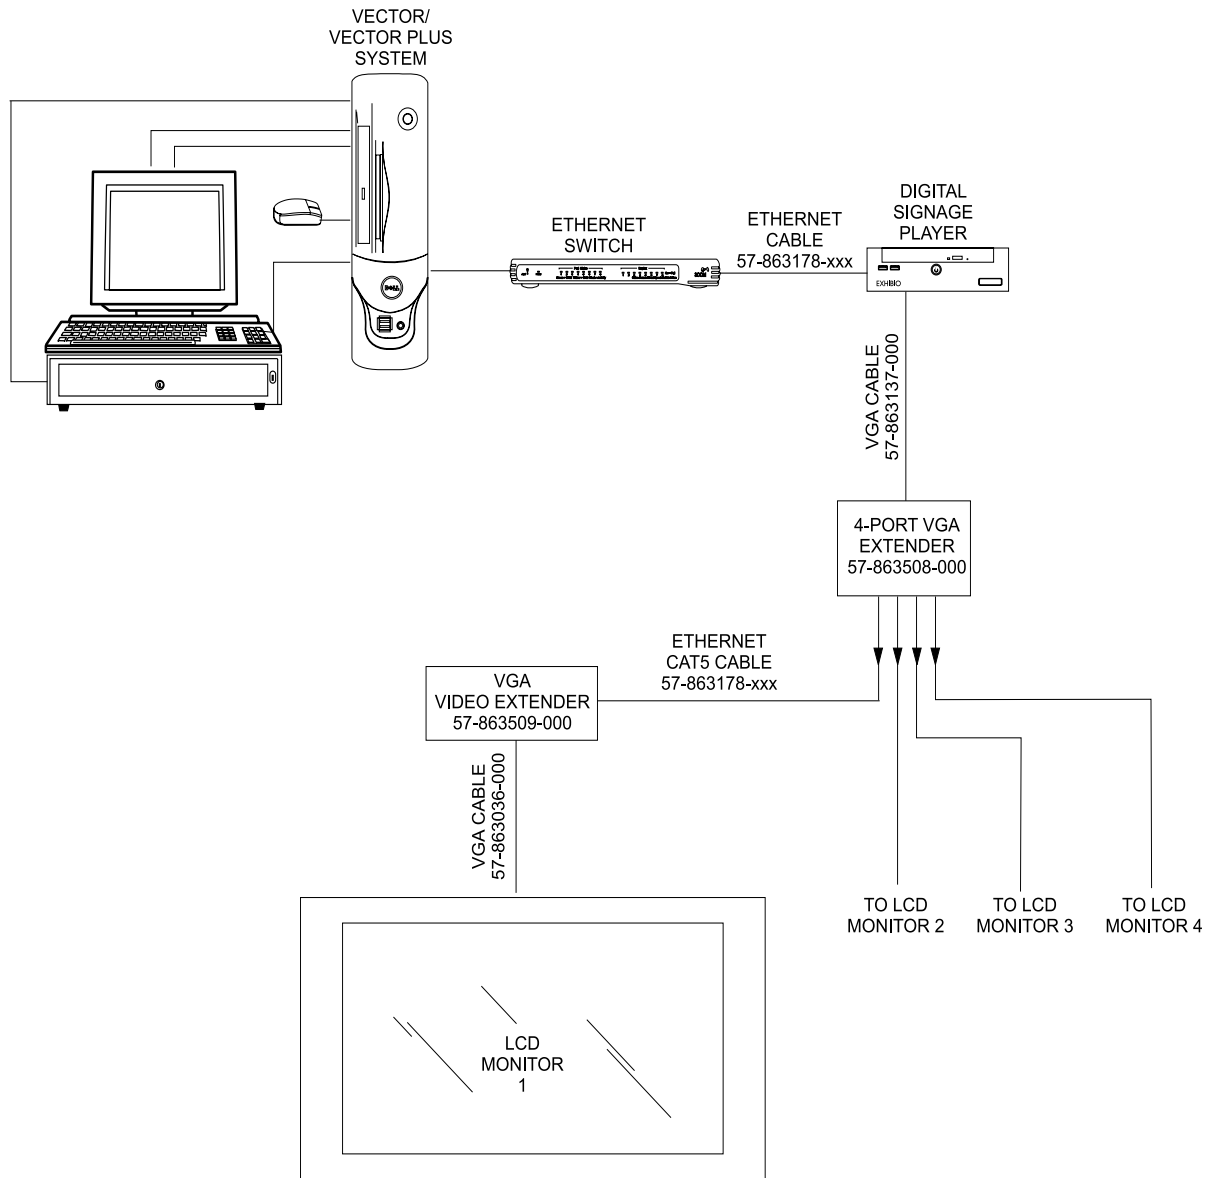 VECTOR/
VECTOR PLUS
SYSTEM
DIGITAL
SIGNAGE
PLAYER
ETHERNET
SWITCH
ETHERNET
CABLE
57-863178-xxx
DELL
EXHIBIO
VGA CABLE
57-863137-000
4-PORT VGA
EXTENDER
57-863508-000
ETHERNET
CAT5 CABLE
57-863178-xxx
VGA
VIDEO EXTENDER
57-863509-000
VGA CABLE
57-863036-000
TO LCD
MONITOR 2
TO LCD
MONITOR 3
TO LCD
MONITOR 4
LCD
MONITOR
1